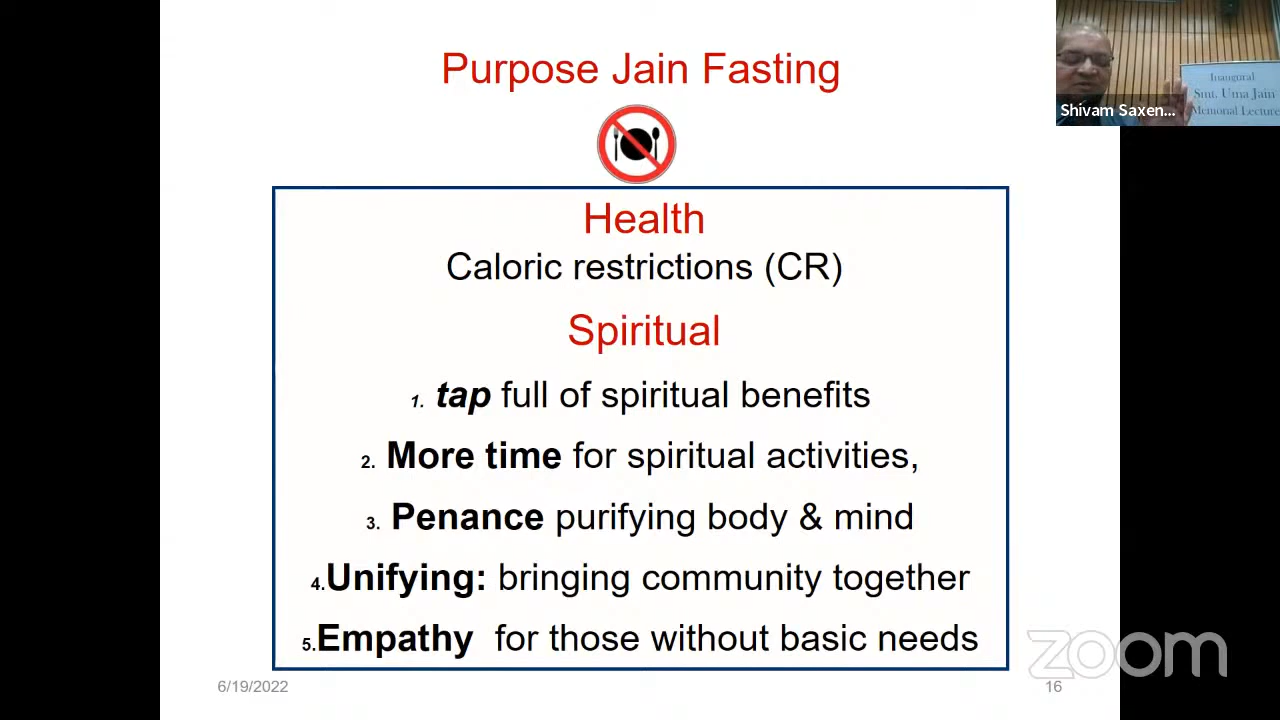 Purpose Jain Fasting
Inaugural
Smt. Uma Jain
Memorial Lecture
Shivam Saxen...
Health
Caloric restrictions (CR)
Spiritual
1. tap full of spiritual benefits
2. More time for spiritual activities,
3. Penance purifying body & mind
4.Unifying: bringing community together
5.Empathy for those without basic needs
zoom
6/19/2022
16